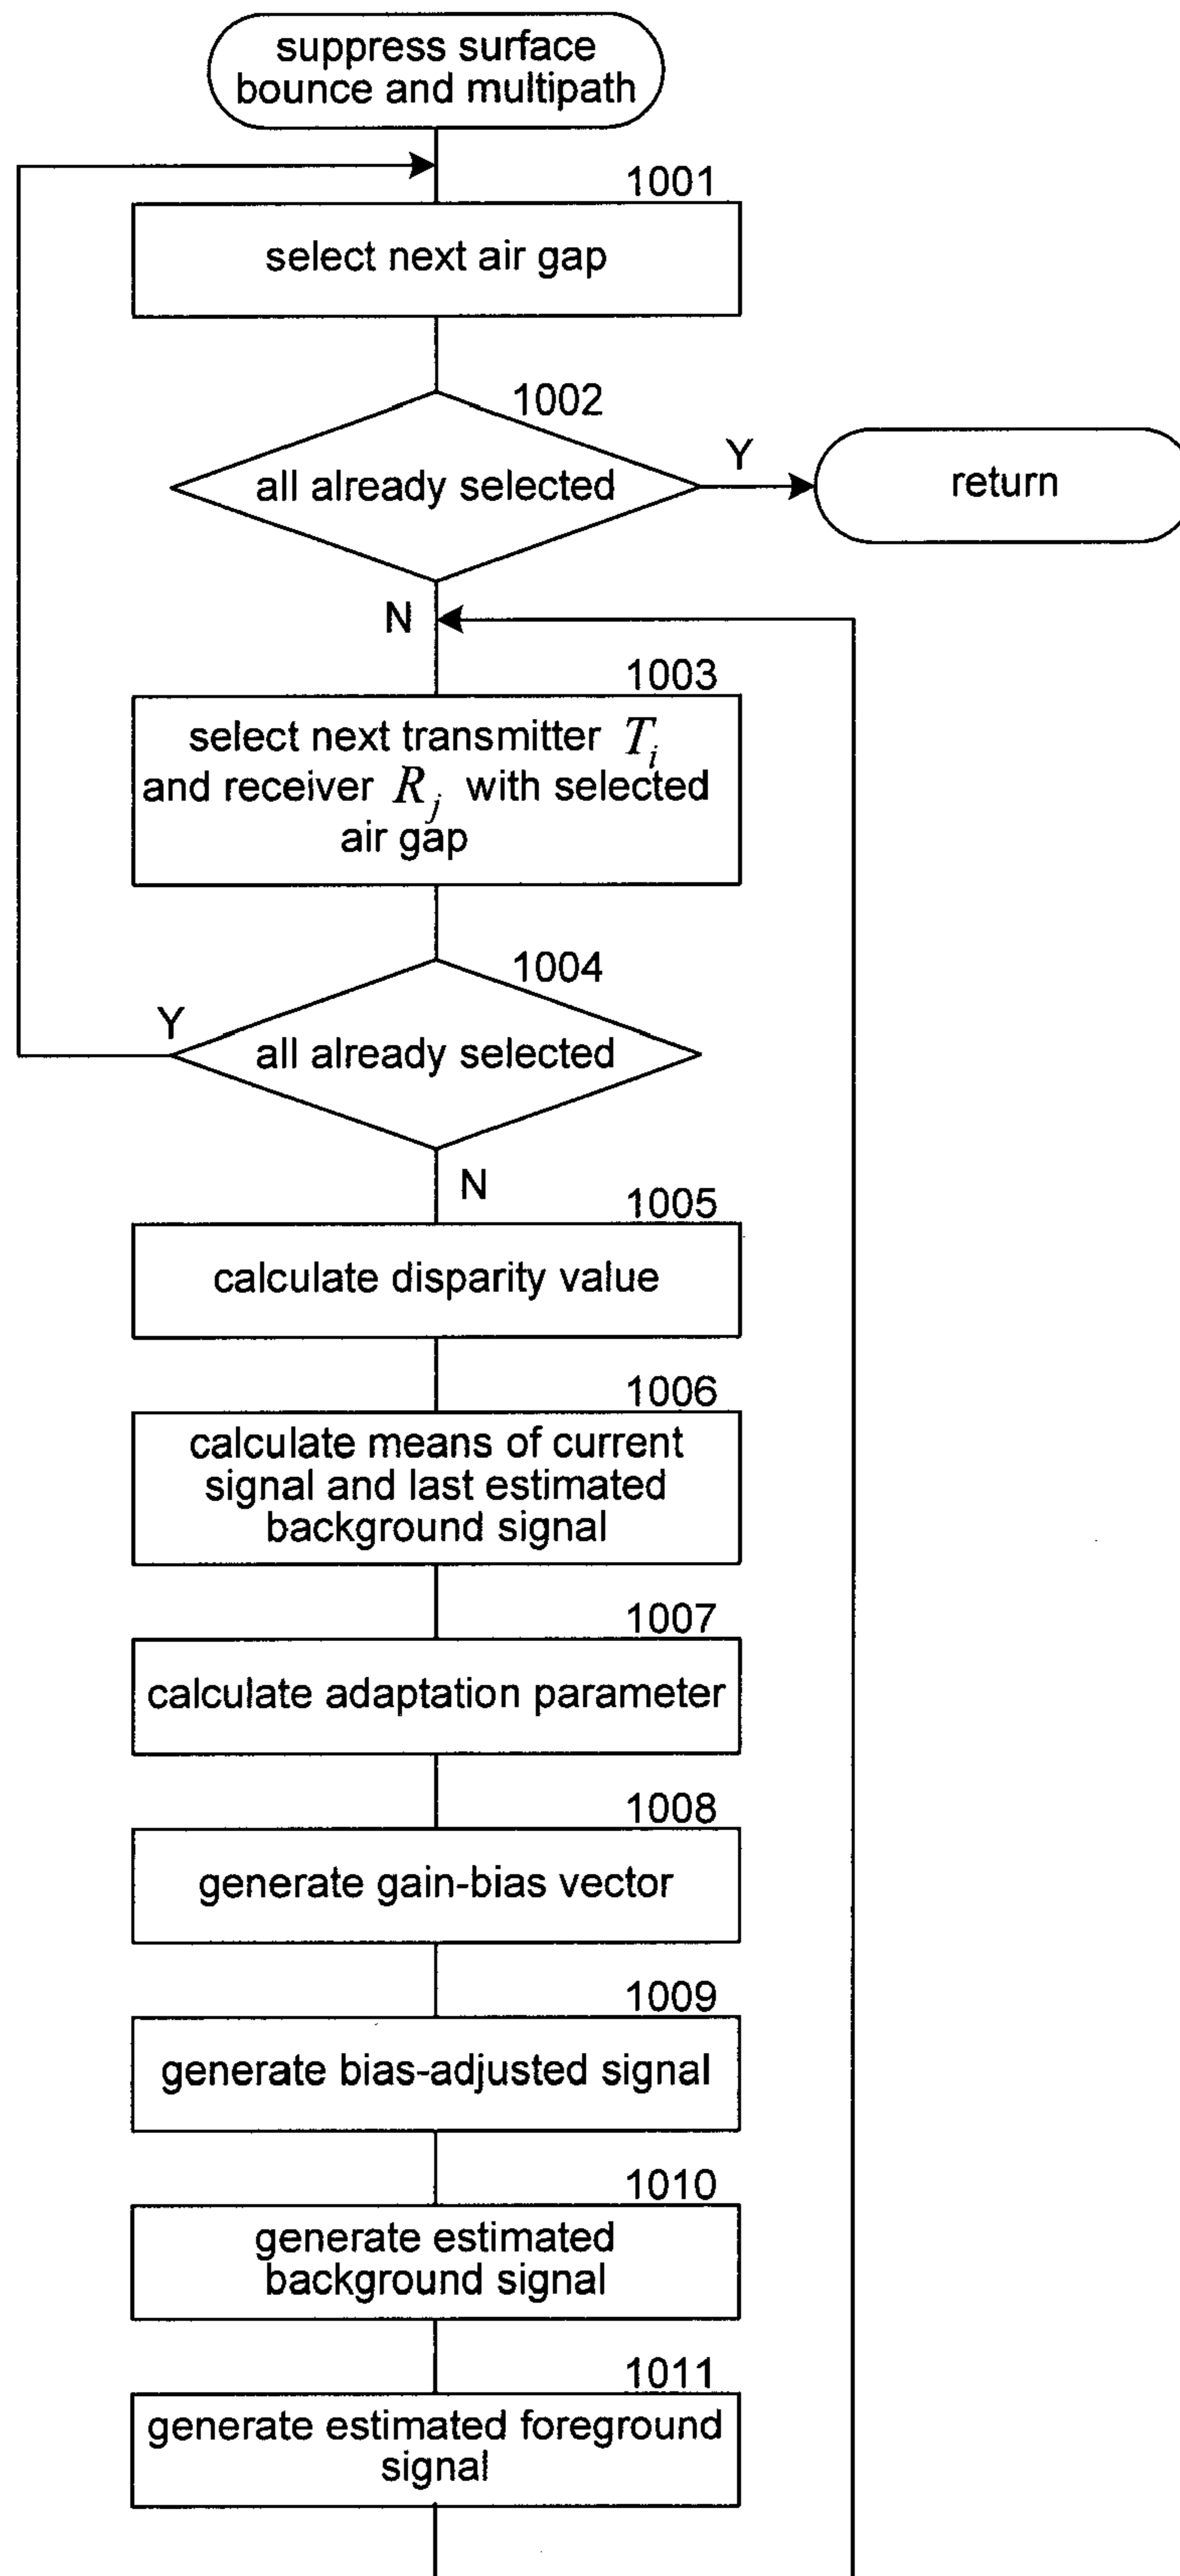 suppress surface
bounce and multipath
1001
select next air gap
1002
all already selected
Y
return
N
1003
select next transmitter T_i
and receiver R_j with selected
air gap
1004
Y
all already selected
N
1005
calculate disparity value
1006
calculate means of current
signal and last estimated
background signal
1007
calculate adaptation parameter
1008
generate gain-bias vector
1009
generate bias-adjusted signal
1010
generate estimated
background signal
1011
generate estimated foreground
signal